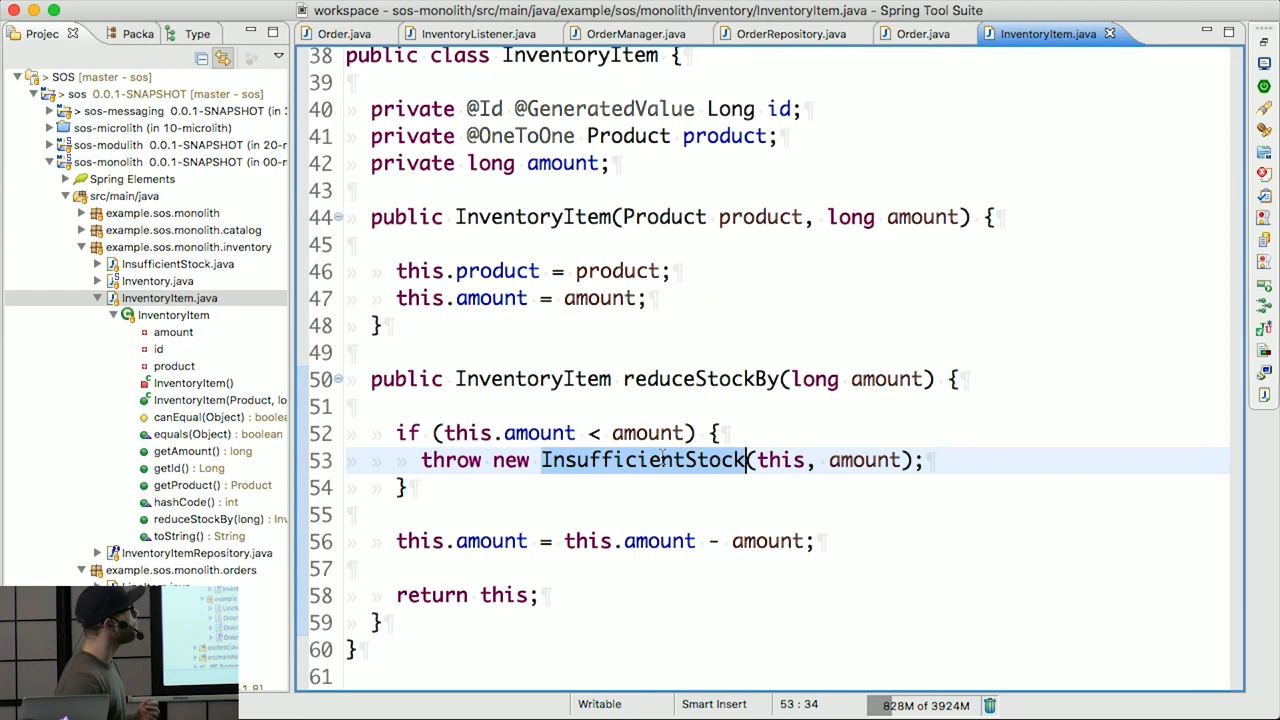 workspace - sos-monolith/src/main/java/example/sos/monolith/inventory/InventoryItem.java - Spring Tool Suite
Projec
Packa
Type
Order.java
InventoryListener.java
OrderManager.java
OrderRepository.java
Order.java
InventoryItem.java
> SOS [master - sos]
> sos 0.0.1-SNAPSHOT [master - sos]
> sos-messaging 0.0.1-SNAPSHOT (in 3
sos-microlith (in 10-microlith)
sos-modulith 0.0.1-SNAPSHOT (in 20-
sos-monolith 0.0.1-SNAPSHOT (in 00-
Spring Elements
src/main/java
example.sos.monolith
example.sos.monolith.catalog
example.sos.monolith.inventory
InsufficientStock.java
Inventory.java
InventoryItem.java
InventoryItem
amount
id
product
InventoryItem()
InventoryItem(Product, lo
canEqual(Object) : boolean
equals(Object) : boolean
getAmount() : long
getId() : Long
getProduct() : Product
hashCode() : int
reduceStockBy(long) : Inv
toString() : String
InventoryItemRepository.java
example.sos.monolith.orders
38 public class InventoryItem {
39
40 private @Id @GeneratedValue Long id;
41 private @OneToOne Product product;
42 private long amount;
43
44 public InventoryItem(Product product, long amount) {
45
46 this.product = product;
47 this.amount = amount;
48 }
49
50 public InventoryItem reduceStockBy(long amount) {
51
52 if (this.amount < amount) {
53 throw new InsufficientStock(this, amount);
54 }
55
56 this.amount = this.amount - amount;
57
58 return this;
59 }
60 }
61
Writable
Smart Insert
53 : 34
828M of 3924M